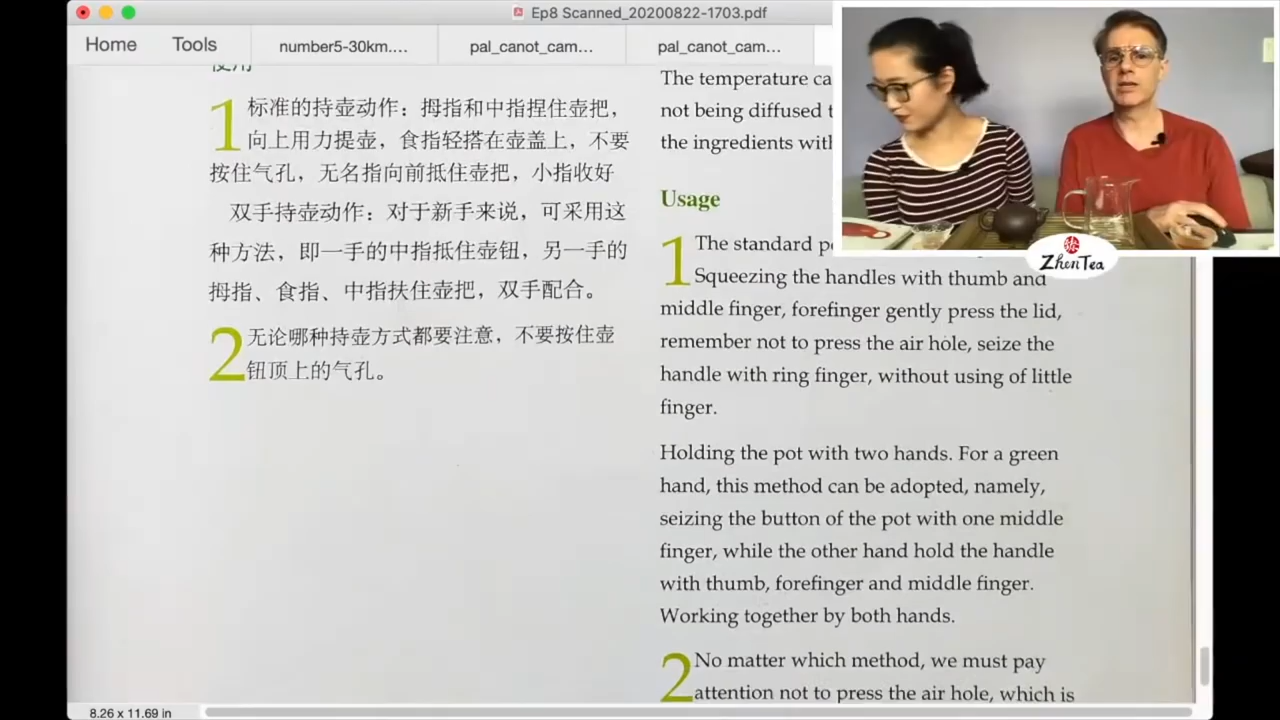 Ep8 Scanned_20200822-1703.pdf
Home
Tools
number5-30km....
pal_canot_cam...
pal_canot_cam...
使用
1 标准的持壶动作：拇指和中指捏住壶把，
向上用力提壶，食指轻搭在壶盖上，不要
按住气孔，无名指向前抵住壶把，小指收好
双手持壶动作：对于新手来说，可采用这
种方法，即一手的中指抵住壶钮，另一手的
拇指、食指、中指扶住壶把，双手配合。
2 无论哪种持壶方式都要注意，不要按住壶
钮顶上的气孔。
The temperature ca
not being diffused
the ingredients with
Usage
1 The standard
Squeezing the handles with thumb and
middle finger, forefinger gently press the lid,
remember not to press the air hole, seize the
handle with ring finger, without using of little
finger.
Holding the pot with two hands. For a green
hand, this method can be adopted, namely,
seizing the button of the pot with one middle
finger, while the other hand hold the handle
with thumb, forefinger and middle finger.
Working together by both hands.
2 No matter which method, we must pay
attention not to press the air hole, which is
ZhenTea
8.26 x 11.69 in